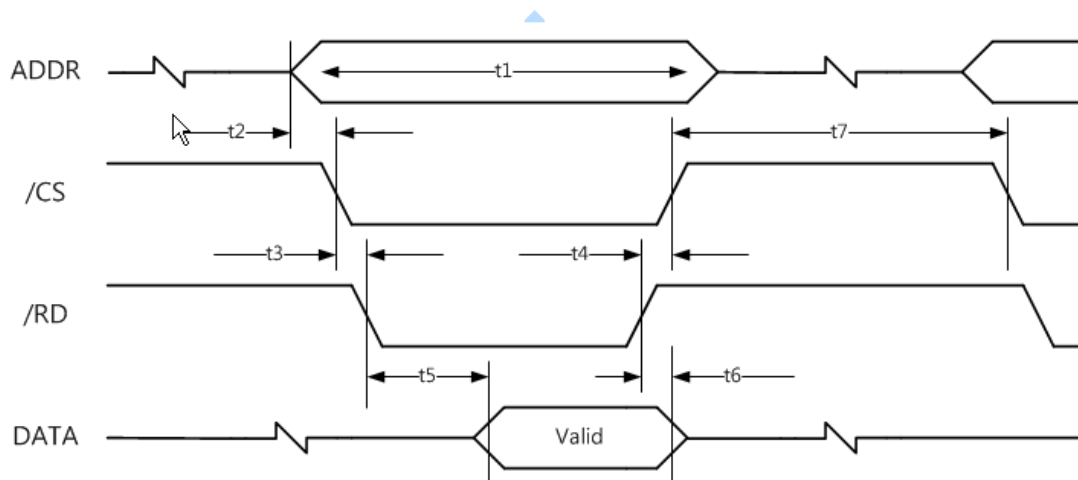 ADDR
t1
t2
t7
/CS
t3
t4
/RD
t5
t6
DATA
Valid